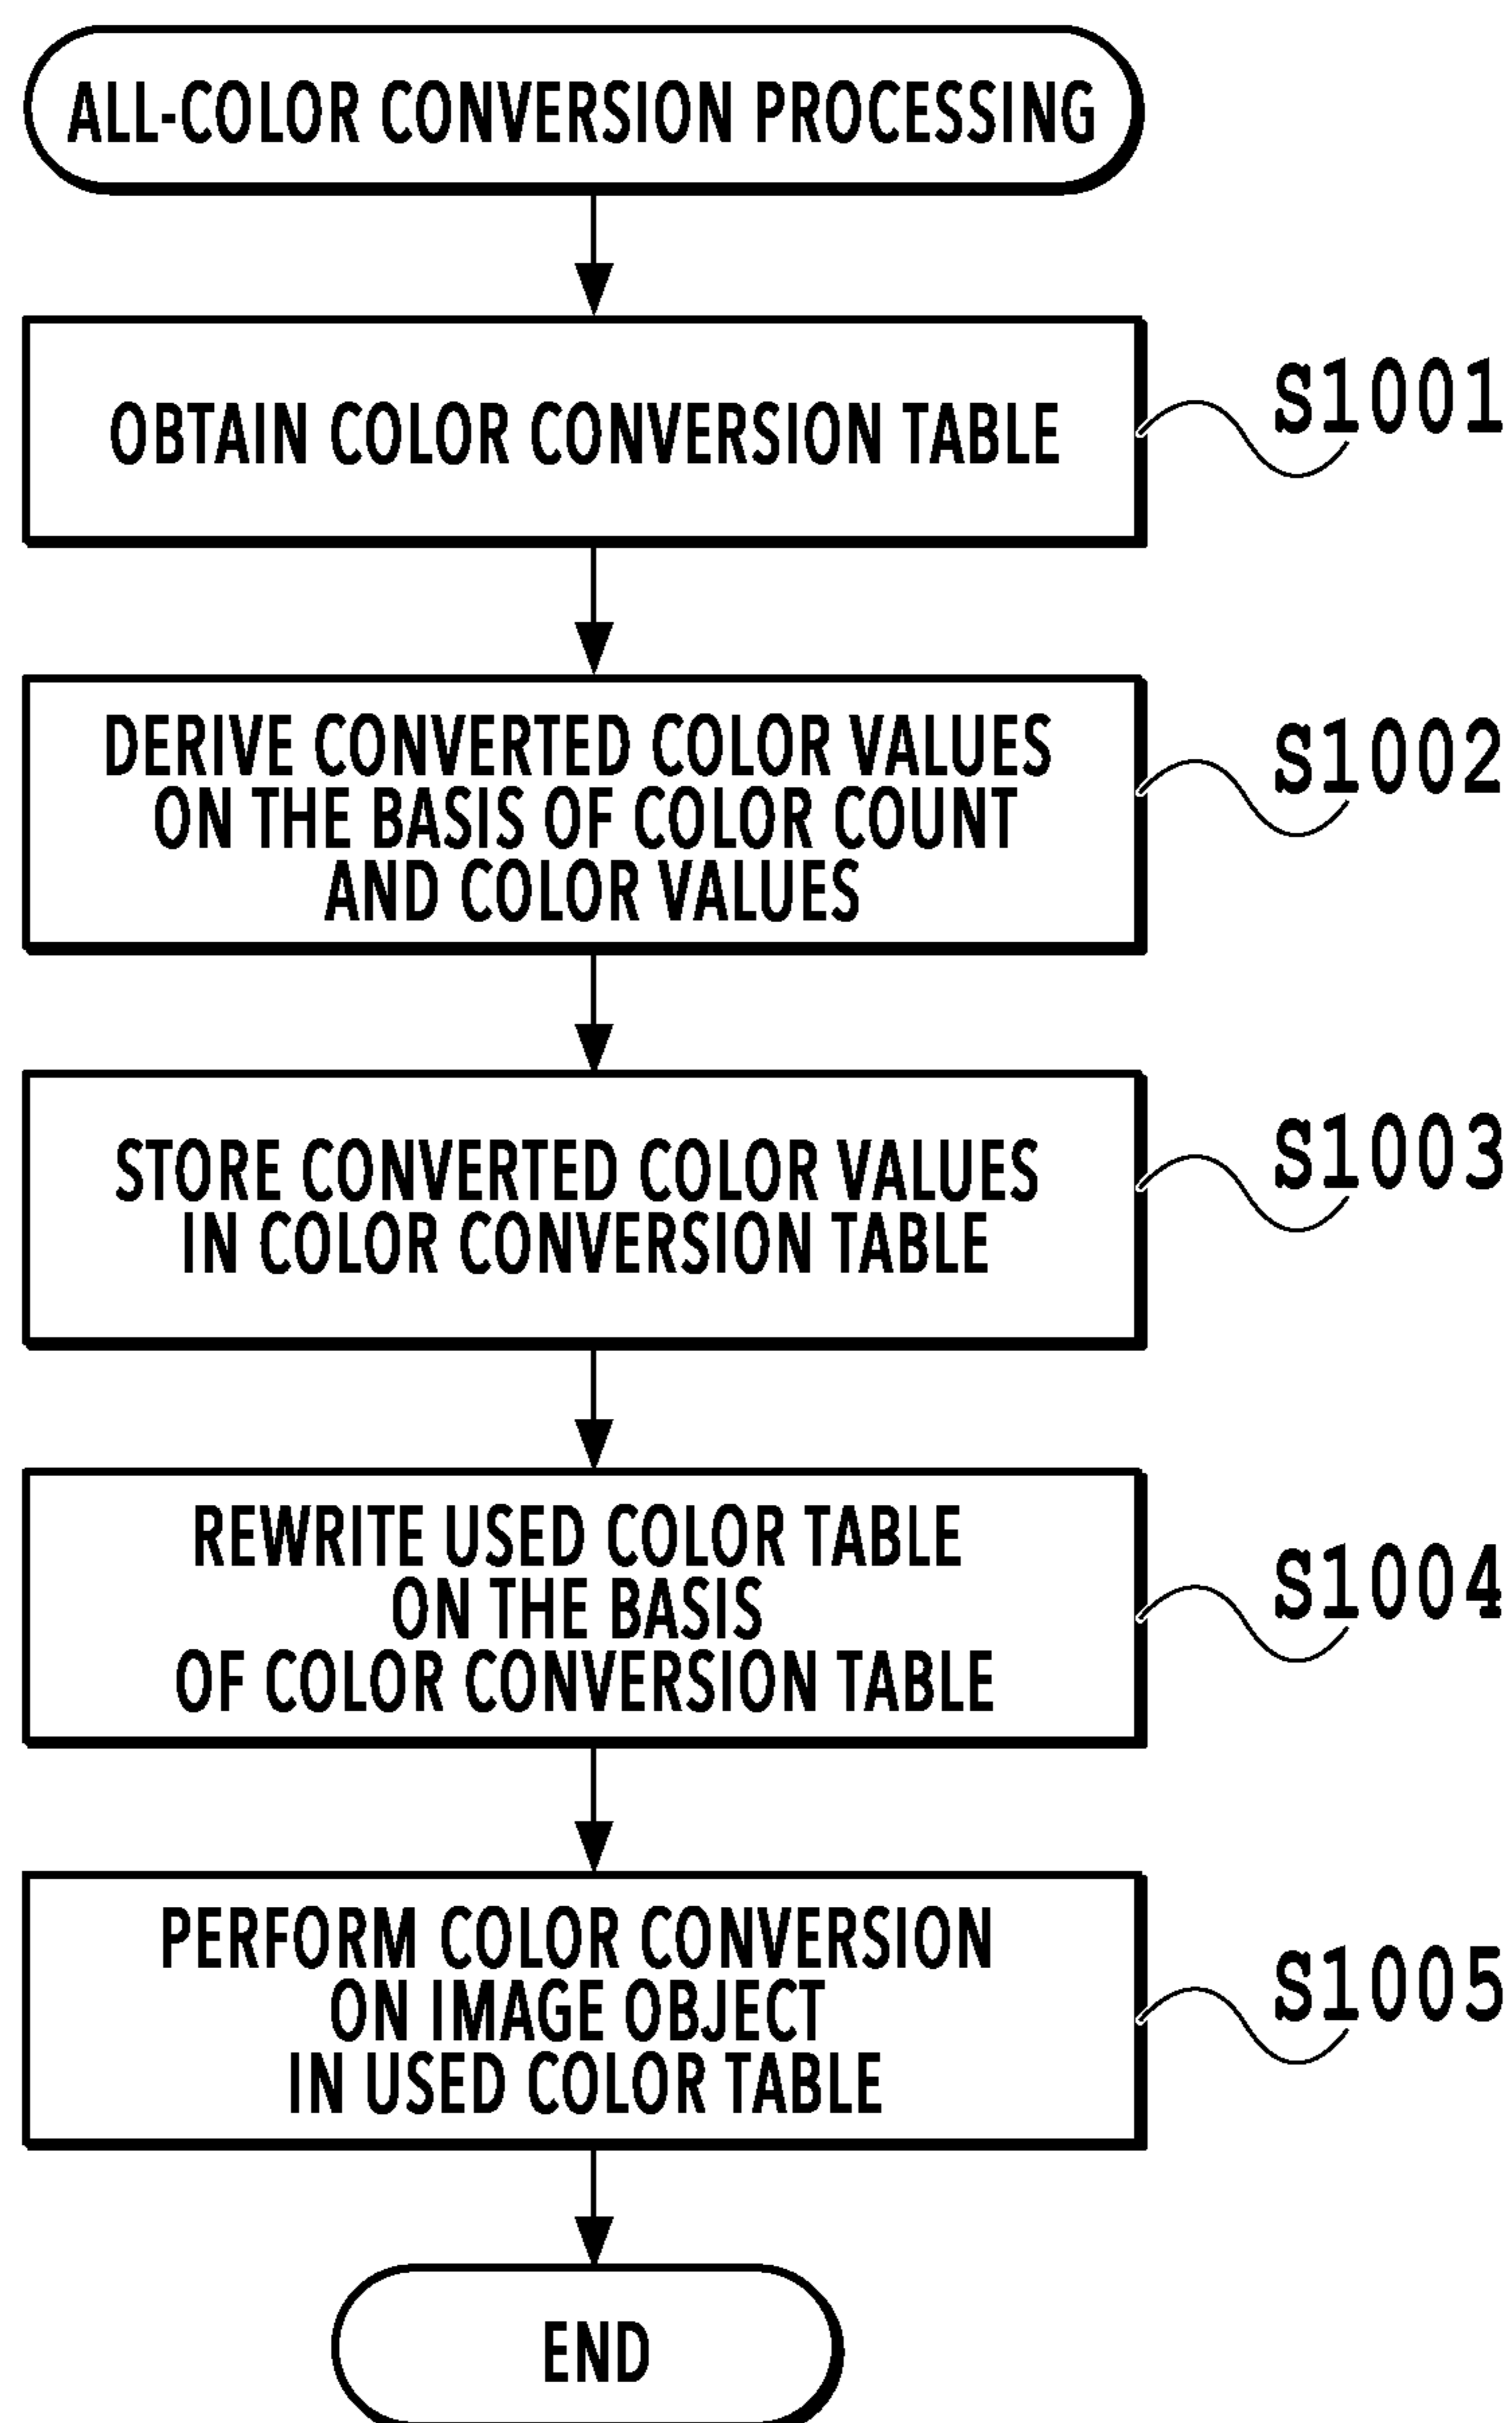 ALL-COLOR CONVERSION PROCESSING
OBTAIN COLOR CONVERSION TABLE
S1001
DERIVE CONVERTED COLOR VALUES
ON THE BASIS OF COLOR COUNT
AND COLOR VALUES
S1002
STORE CONVERTED COLOR VALUES
IN COLOR CONVERSION TABLE
S1003
REWRITE USED COLOR TABLE
ON THE BASIS
OF COLOR CONVERSION TABLE
S1004
PERFORM COLOR CONVERSION
ON IMAGE OBJECT
IN USED COLOR TABLE
S1005
END